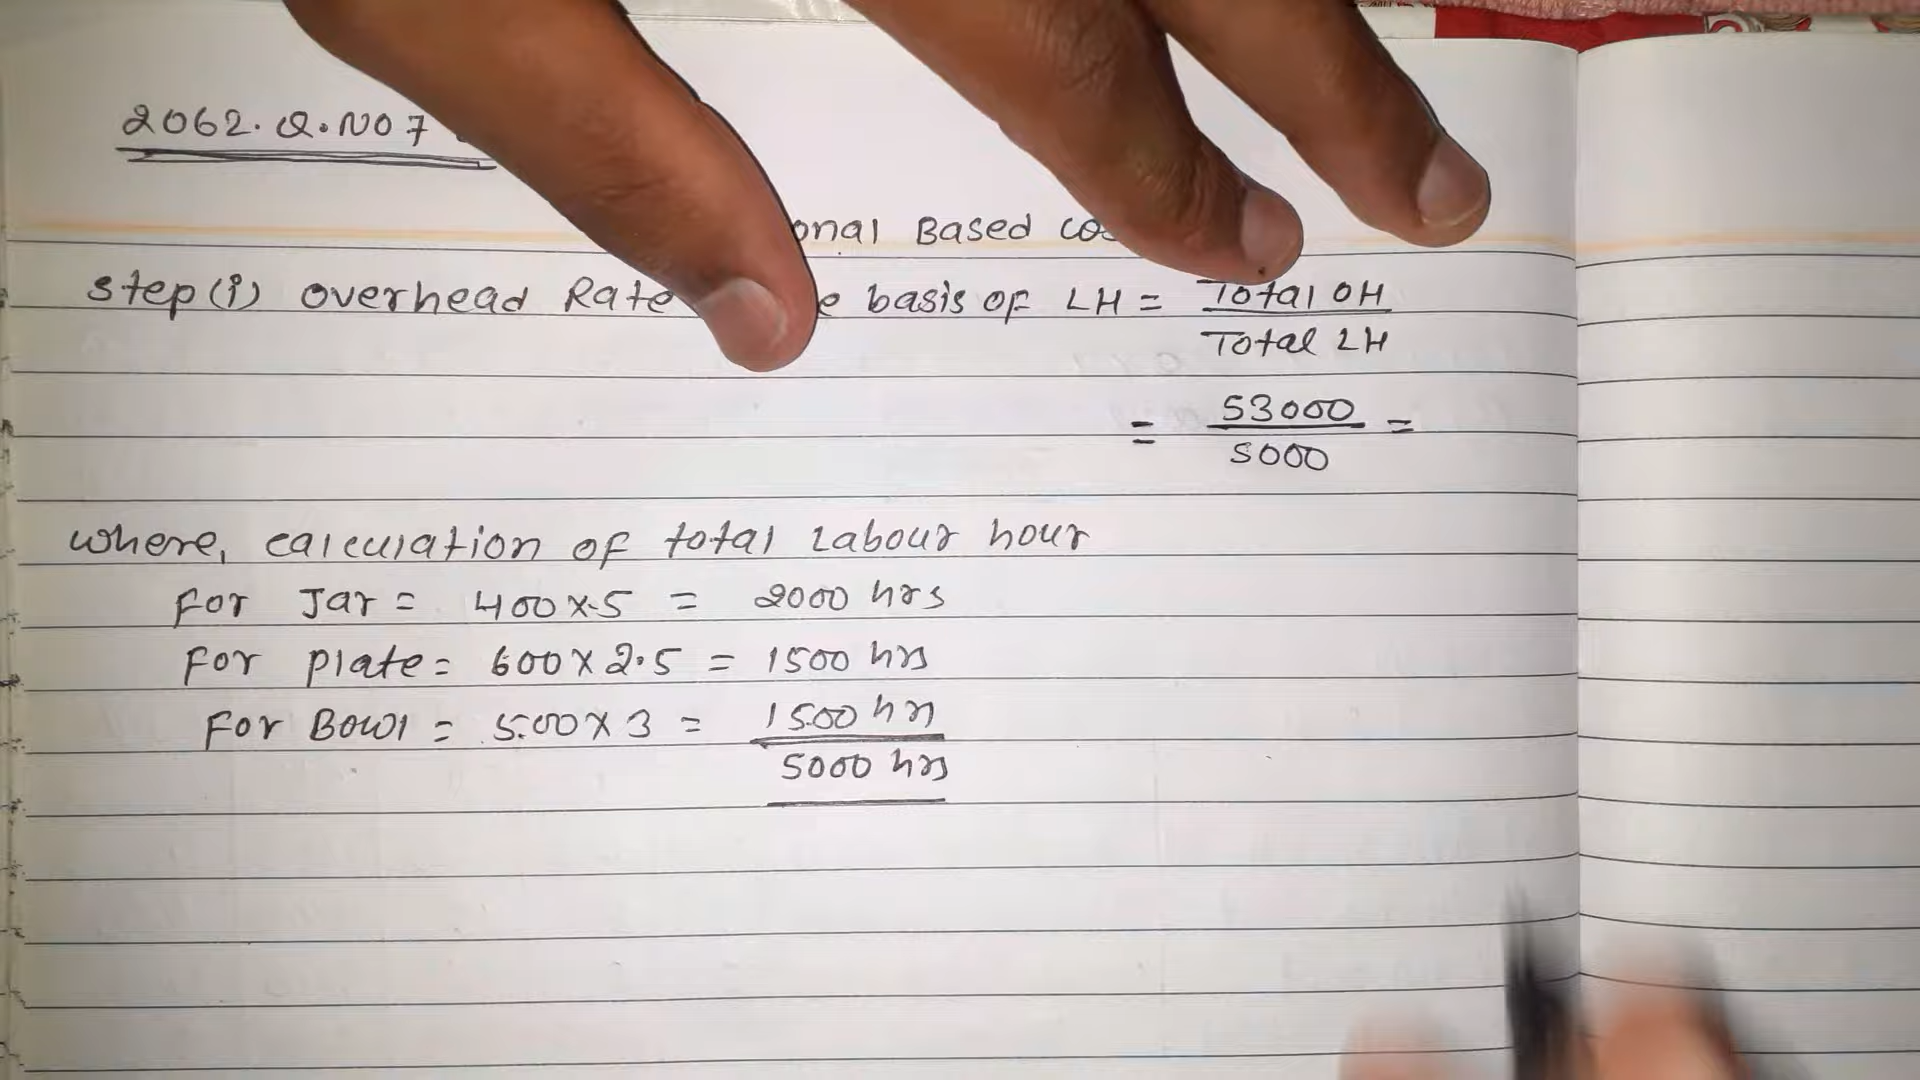 2062. Q. NO 7
onal Based
Step (i) overhead Rate basis of LH = Total OH
Total LH
= 53000 =
5000
where, calculation of total Labour hour
For Jar = 400 x 5 = 2000 hrs
For plate = 600 x 2.5 = 1500 hrs
For Bowl = 500 x 3 = 1500 hrs
5000 hrs